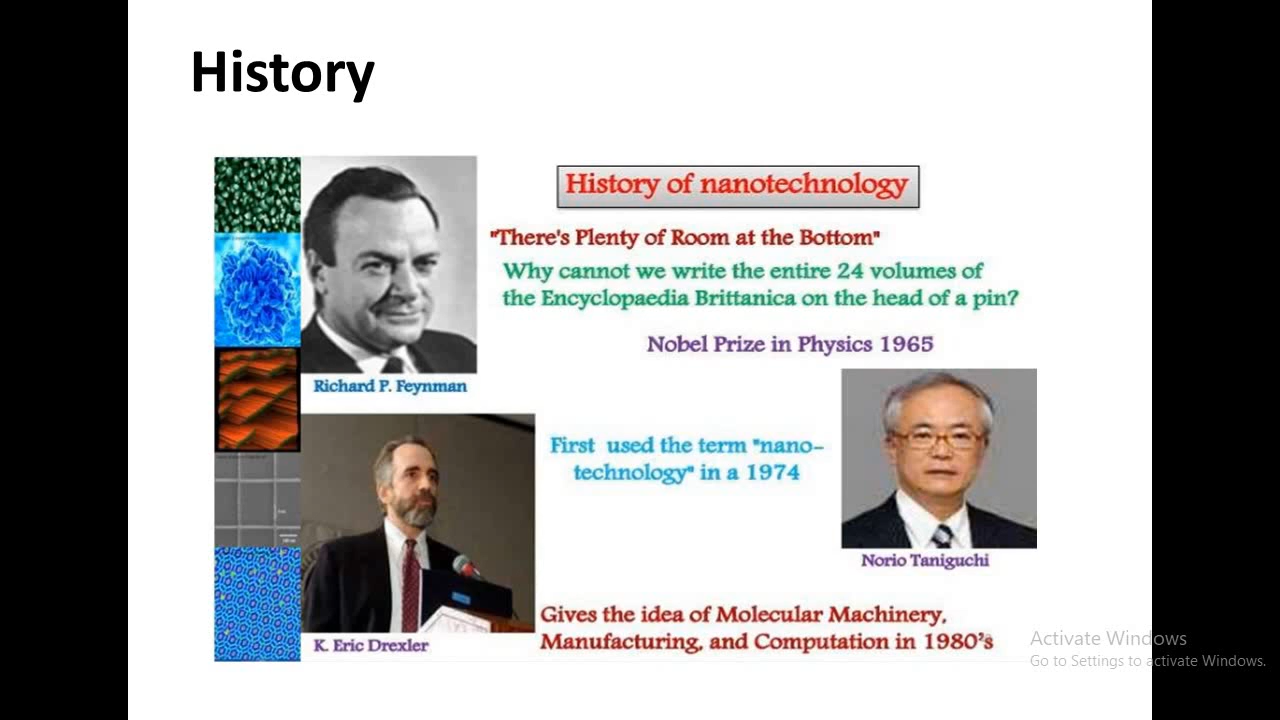 History
History of nanotechnology
"There's Plenty of Room at the Bottom"
Why cannot we write the entire 24 volumes of
the Encyclopaedia Brittanica on the head of a pin?
Nobel Prize in Physics 1965
Richard P. Feynman
First used the term "nano-
technology" in a 1974
Norio Taniguchi
Gives the idea of Molecular Machinery,
Manufacturing, and Computation in 1980's
K. Eric Drexler
Activate Windows
Go to Settings to activate Windows.